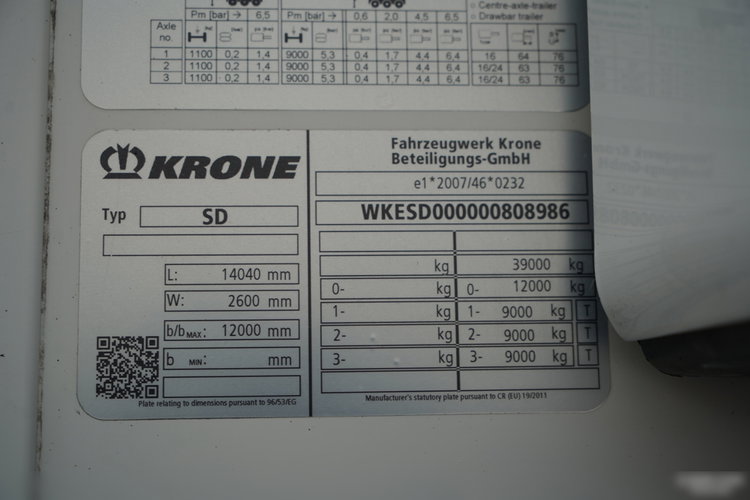 Centre-axle-trailer
Pm [bar] → 6,5 Pm [bar] → 0,6 2,0 4,5 6,5 Drawbar trailer
Axle no.
1 1100 0,2 1,4 9000 5,3 0,4 1,7 4,4 6,4 16 64 76
2 1100 0,2 1,4 9000 5,3 0,4 1,7 4,4 6,4 16/24 63 76
3 1100 0,2 1,4 9000 5,3 0,4 1,7 4,4 6,4 16/24 63 76
KRONE
Typ SD
L: 14040 mm
W: 2600 mm
b/bMAX: 12000 mm
b MIN: mm
Plate relating to dimensions pursuant to 96/53/EG
Fahrzeugwerk Krone
Beteiligungs-GmbH
e1*2007/46*0232
WKESD000000808986
kg 39000 kg
0- kg 0- 12000 kg
1- kg 1- 9000 kg T
2- kg 2- 9000 kg T
3- kg 3- 9000 kg T
Manufacturer's statutory plate pursuant to CR (EU) 19/2011